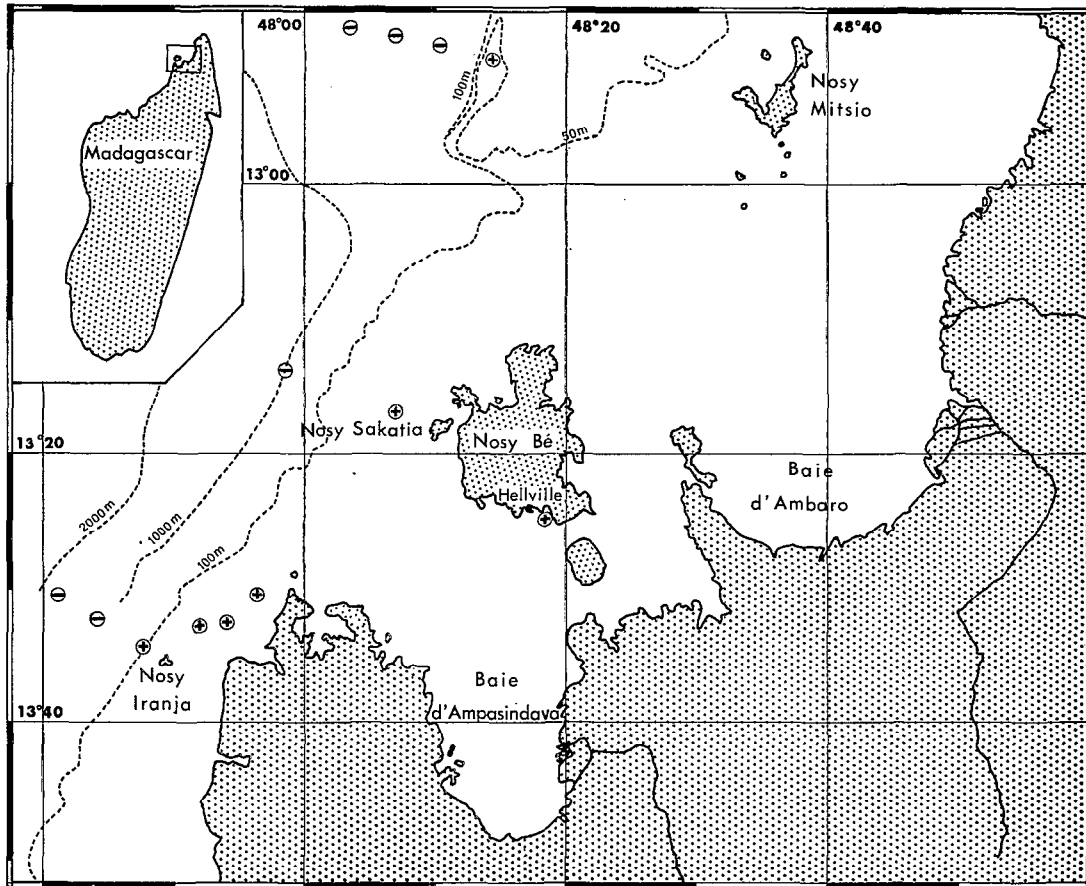 48°00
48°20
48°40
100m
50m
Nosy
Mitsio
Madagascar
13°00
Nosy Sakatia
Nosy Bé
13°20
Hellville
Baie
d'Ambaro
2000m
1000m
100m
Nosy
Iranja
Baie
d'Ampasindava
13°40